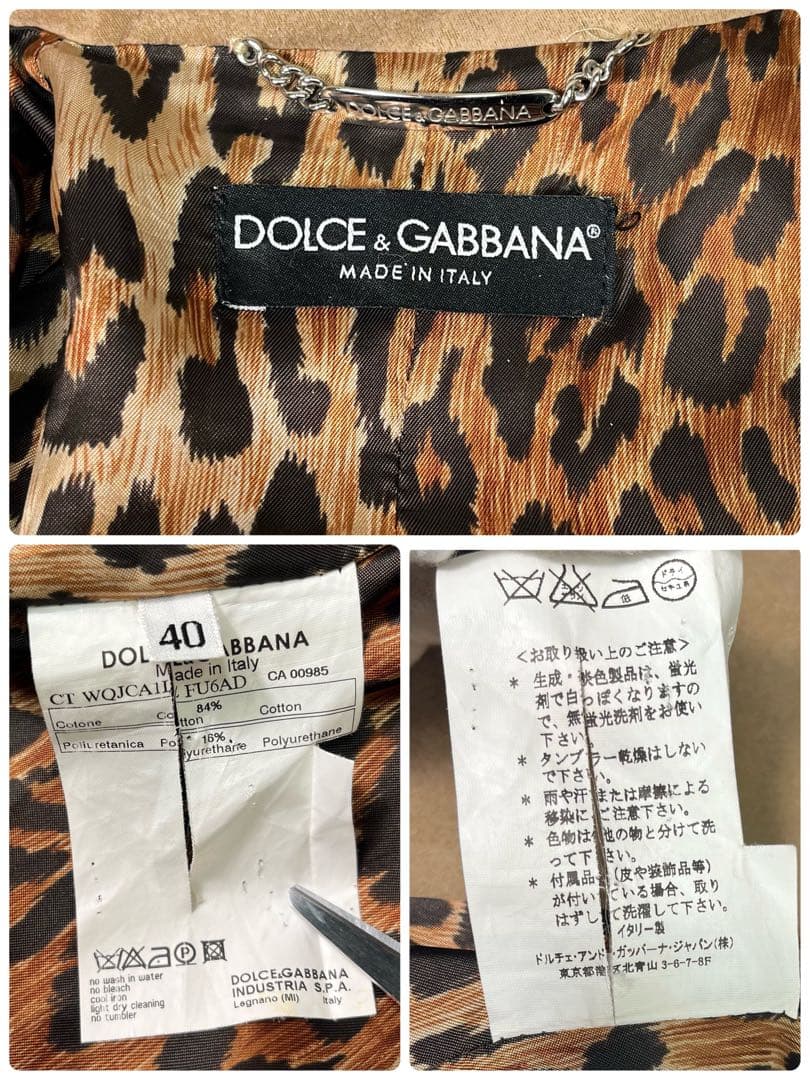 DOLCE & GABBANA
DOLCE & GABBANA®
MADE IN ITALY
40
DOL ABBANA
Made in Italy
CT WQJCA1D FU6AD CA 00985
84%
Cotone Cotton Cotton
16%
Poliuretanica Polyurethane Polyurethane
no wash in water
no bleach
cool iron
light dry cleaning
no tumbler
DOLCE&GABBANA
INDUSTRIA S.P.A.
Legnano (MI) Italy
低
ドライ
セキユ系
<お取り扱い上のご注意>
* 生成・淡色製品は、蛍光
剤で白っぽくなりますの
で、無蛍光洗剤をお使い
下さい。
* タンブラー乾燥はしない
で下さい。
* 雨や汗または摩擦による
移染にご注意下さい。
* 色物は他の物と分けて洗
って下さい。
* 付属品(皮や装飾品等)
が付いている場合、取り
はずして洗濯して下さい。
イタリー製
ドルチェ・アンド・ガッバーナ・ジャパン(株)
東京都港区北青山3-6-7-8F